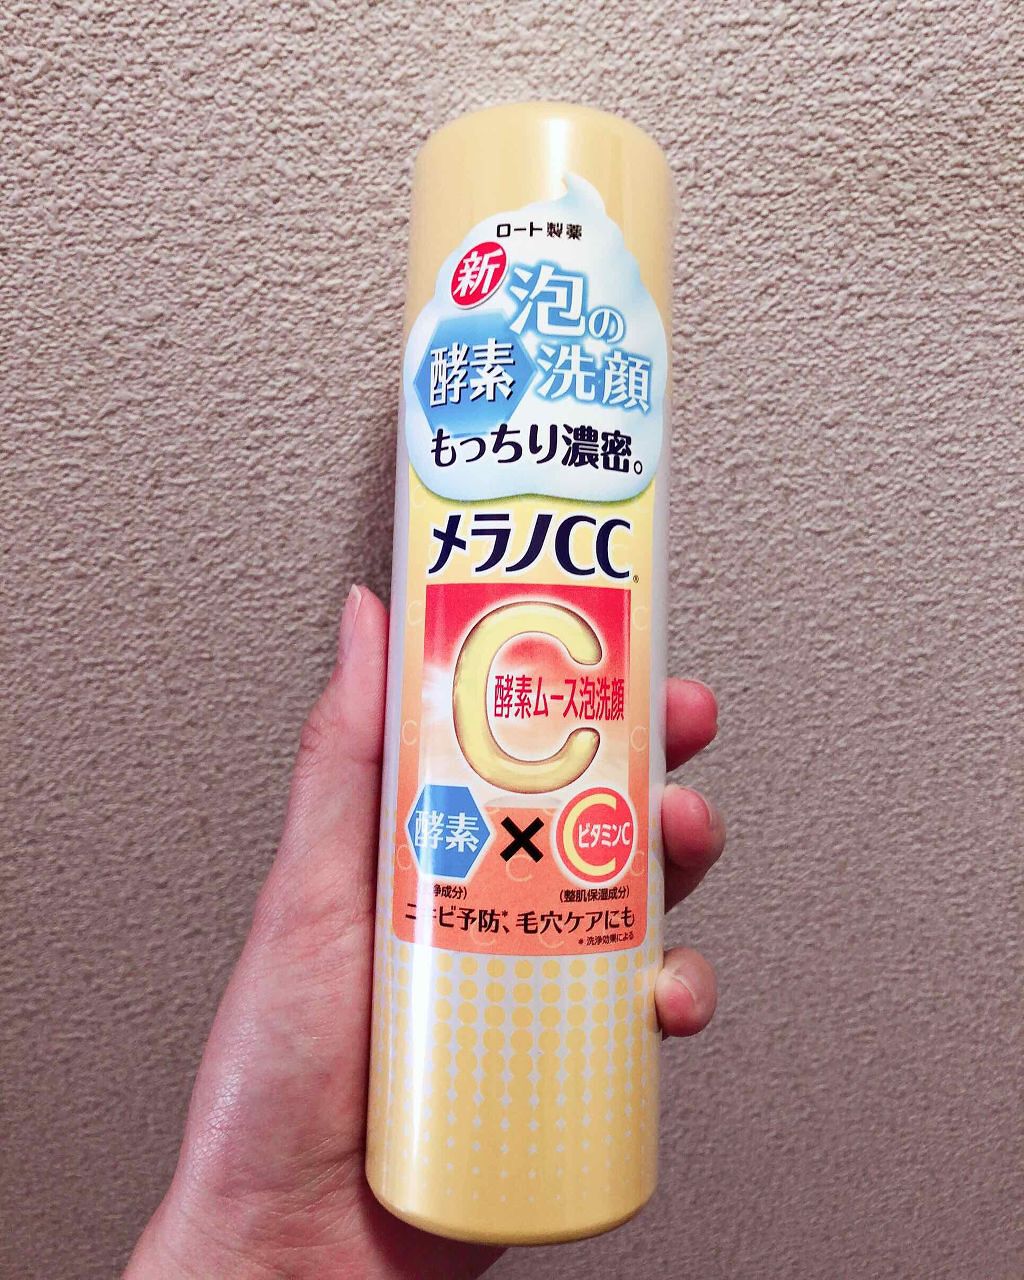 ロート製薬
新
泡の
酵素
洗顔
もっちり濃密。
メラノCC®
C
酵素ムース泡洗顔
酵素
×
C
ビタミンC
浄成分)
(整肌保湿成分)
ニキビ予防*、毛穴ケアにも
*洗浄効果による